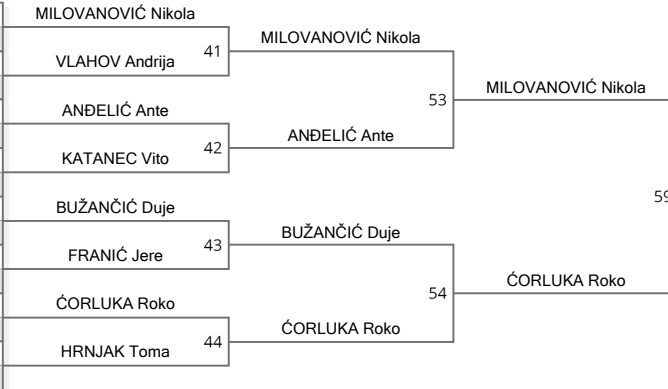 MILOVANOVIĆ Nikola
41
VLAHOV Andrija
MILOVANOVIĆ Nikola
53
ANĐELIĆ Ante
42
KATANEC Vito
ANĐELIĆ Ante
MILOVANOVIĆ Nikola
59
BUŽANČIĆ Duje
43
FRANIĆ Jere
BUŽANČIĆ Duje
54
ĆORLUKA Roko
44
HRNJAK Toma
ĆORLUKA Roko
ĆORLUKA Roko